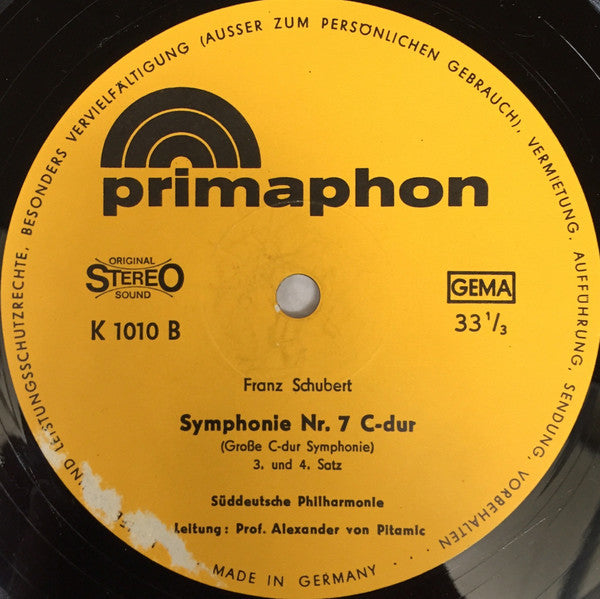 primaphon
ORIGINAL
STEREO
SOUND
K 1010 B
GEMA
33 1/3
Franz Schubert
Symphonie Nr. 7 C-dur
(Große C-dur Symphonie)
3. und 4. Satz
Süddeutsche Philharmonie
Leitung: Prof. Alexander von Pitamic
UND LEISTUNGSSCHUTZRECHTE, BESONDERS VERVIELFÄLTIGUNG (AUSSER ZUM PERSÖNLICHEN GEBRAUCH), VERMIETUNG, AUFFÜHRUNG, SENDUNG, VORBEHALTEN . . .
MADE IN GERMANY . . .